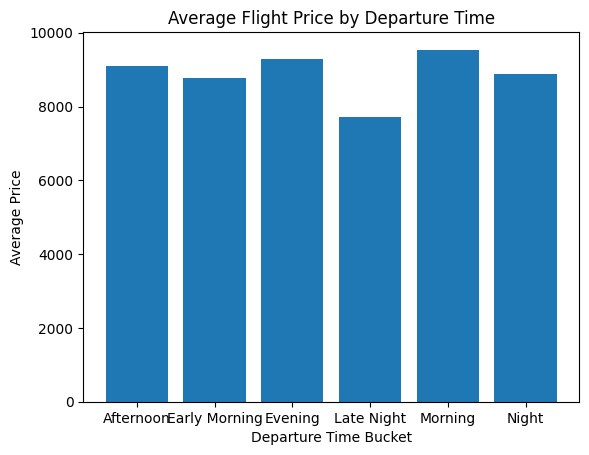 Average Flight Price by Departure Time
Average Price
10000
8000
6000
4000
2000
0
Afternoon Early Morning Evening Late Night Morning Night
Departure Time Bucket